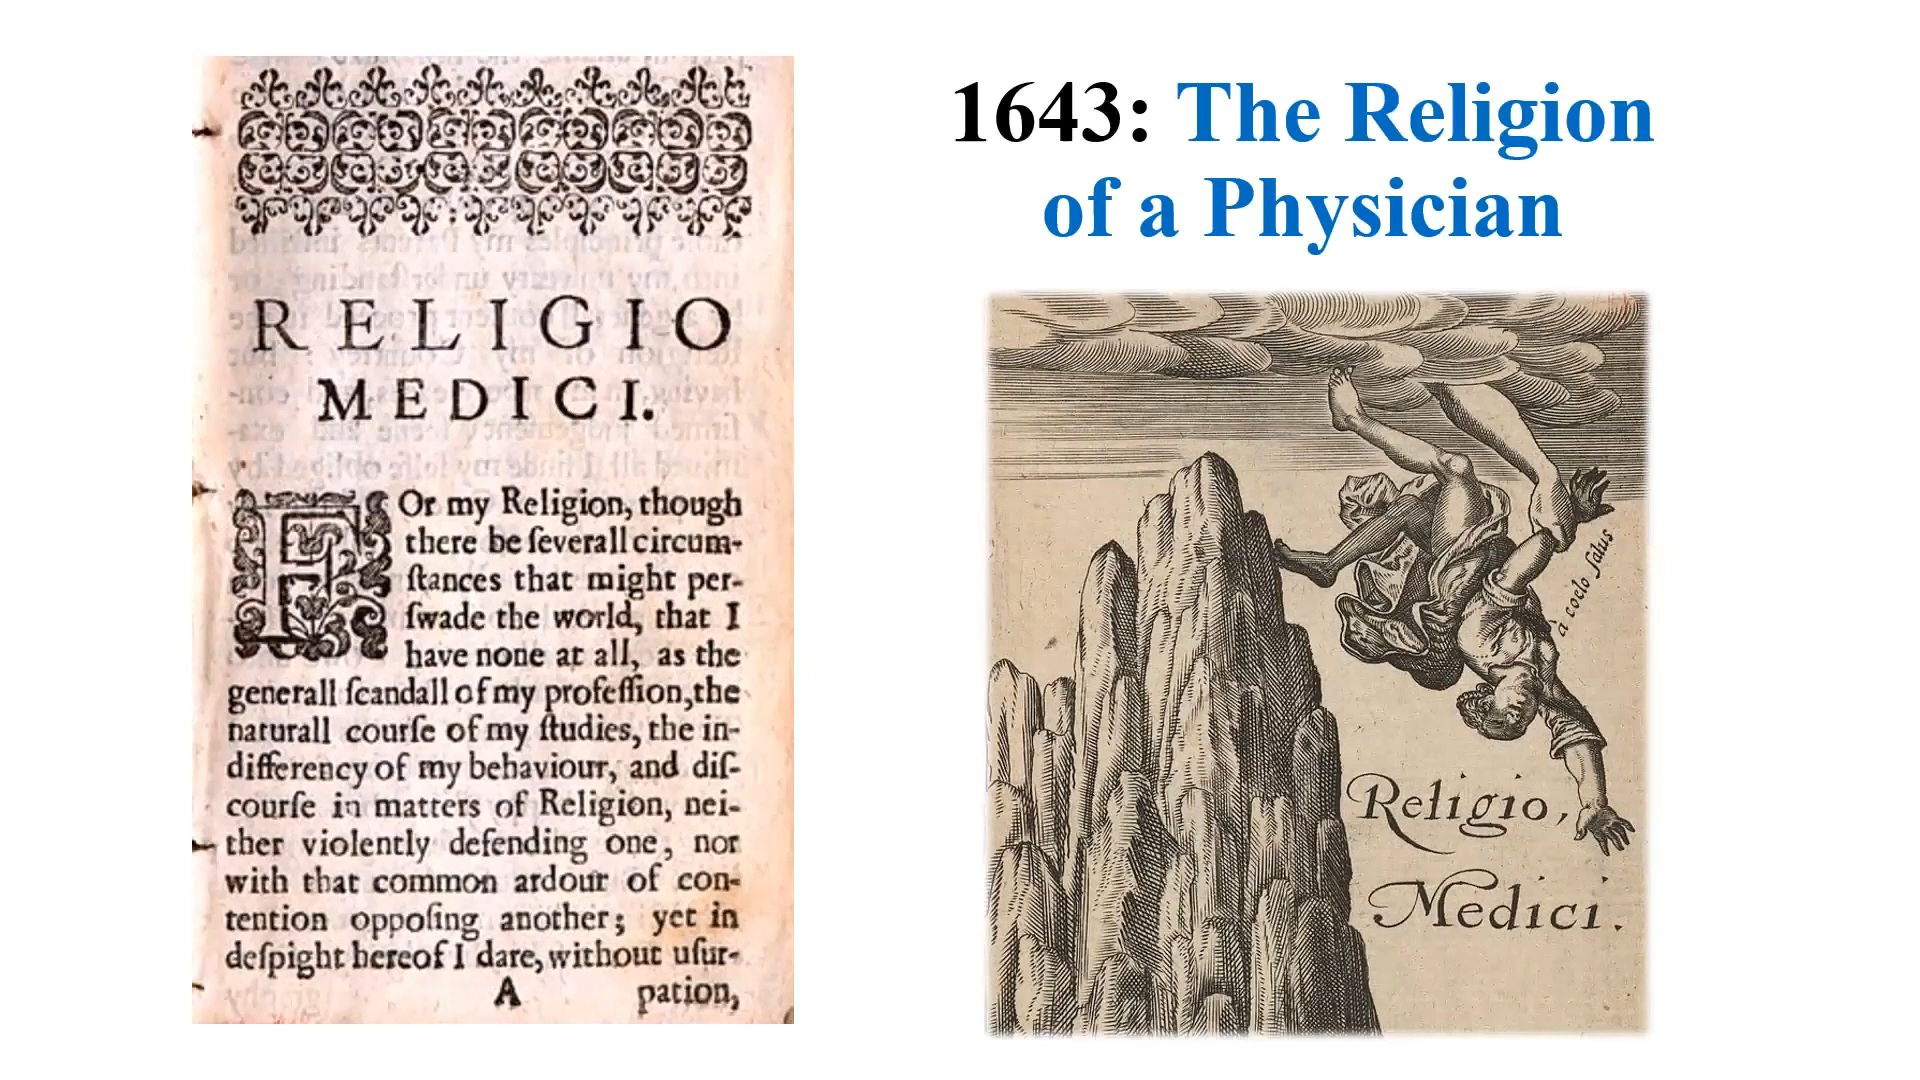 RELIGIO
MEDICI.
FOr my Religion, though
there be ſeverall circum-
ſtances that might per-
ſwade the world, that I
have none at all, as the
generall ſcandall of my profeſſion, the
naturall courſe of my ſtudies, the in-
differency of my behaviour, and diſ-
courſe in matters of Religion, nei-
ther violently defending one, nor
with that common ardour of con-
tention oppoſing another; yet in
deſpight hereof I dare, without uſur-
A pation,
1643: The Religion
of a Physician
à coelo ſalus
Religio,
Medici.